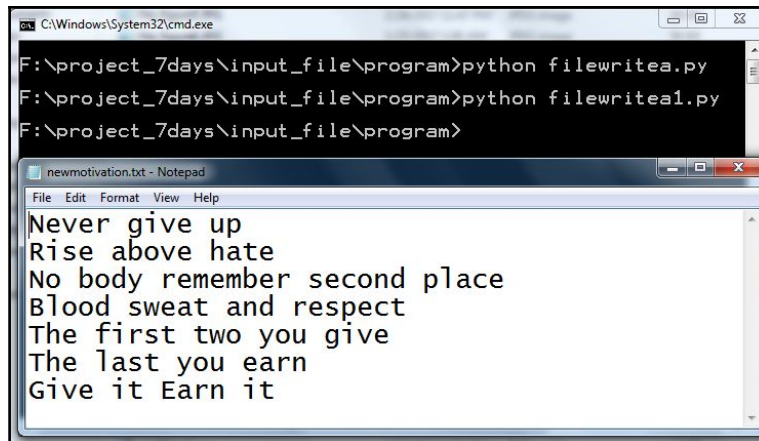 C:\Windows\System32\cmd.exe
F:\project_7days\input_file\program>python filewritea.py
F:\project_7days\input_file\program>python filewritea1.py
F:\project_7days\input_file\program>
newmotivation.txt - Notepad
File Edit Format View Help
Never give up
Rise above hate
No body remember second place
Blood sweat and respect
The first two you give
The last you earn
Give it Earn it